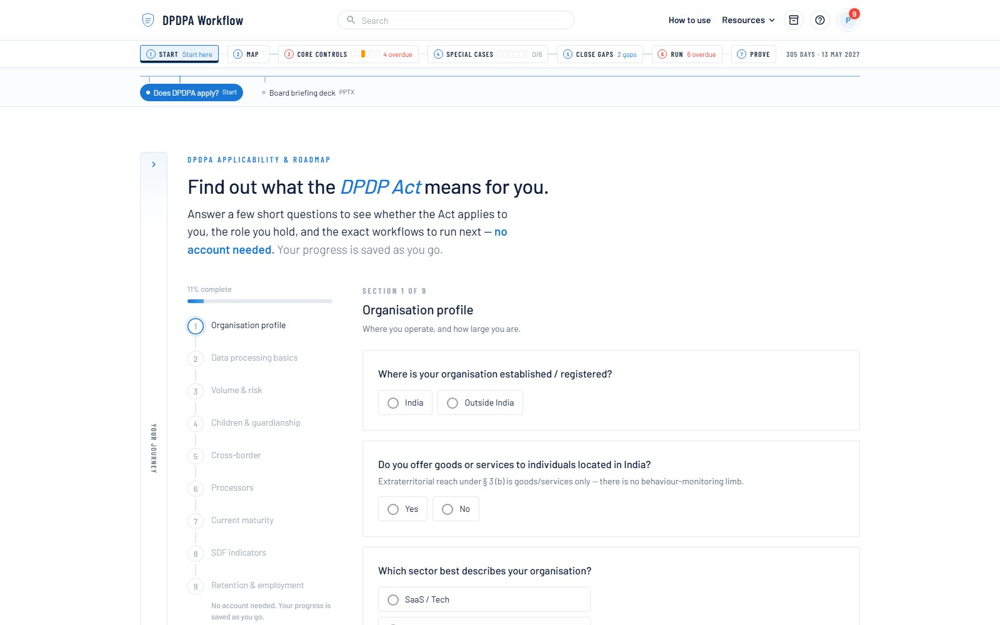 DPDPA Workflow
Search
How to use
Resources
P
9
1 START Start here
2 MAP
3 CORE CONTROLS 4 overdue
4 SPECIAL CASES 0/6
5 CLOSE GAPS 2 gaps
6 RUN 6 overdue
7 PROVE
305 DAYS · 13 MAY 2027
Does DPDPA apply? Start
Board briefing deck PPTX
YOUR JOURNEY
DPDPA APPLICABILITY & ROADMAP
Find out what the DPDP Act means for you.
Answer a few short questions to see whether the Act applies to
you, the role you hold, and the exact workflows to run next — no
account needed. Your progress is saved as you go.
11% complete
1 Organisation profile
2 Data processing basics
3 Volume & risk
4 Children & guardianship
5 Cross-border
6 Processors
7 Current maturity
8 SDF indicators
9 Retention & employment
No account needed. Your progress is
saved as you go.
SECTION 1 OF 9
Organisation profile
Where you operate, and how large you are.
Where is your organisation established / registered?
India
Outside India
Do you offer goods or services to individuals located in India?
Extraterritorial reach under § 3 (b) is goods/services only — there is no behaviour-monitoring limb.
Yes
No
Which sector best describes your organisation?
SaaS / Tech